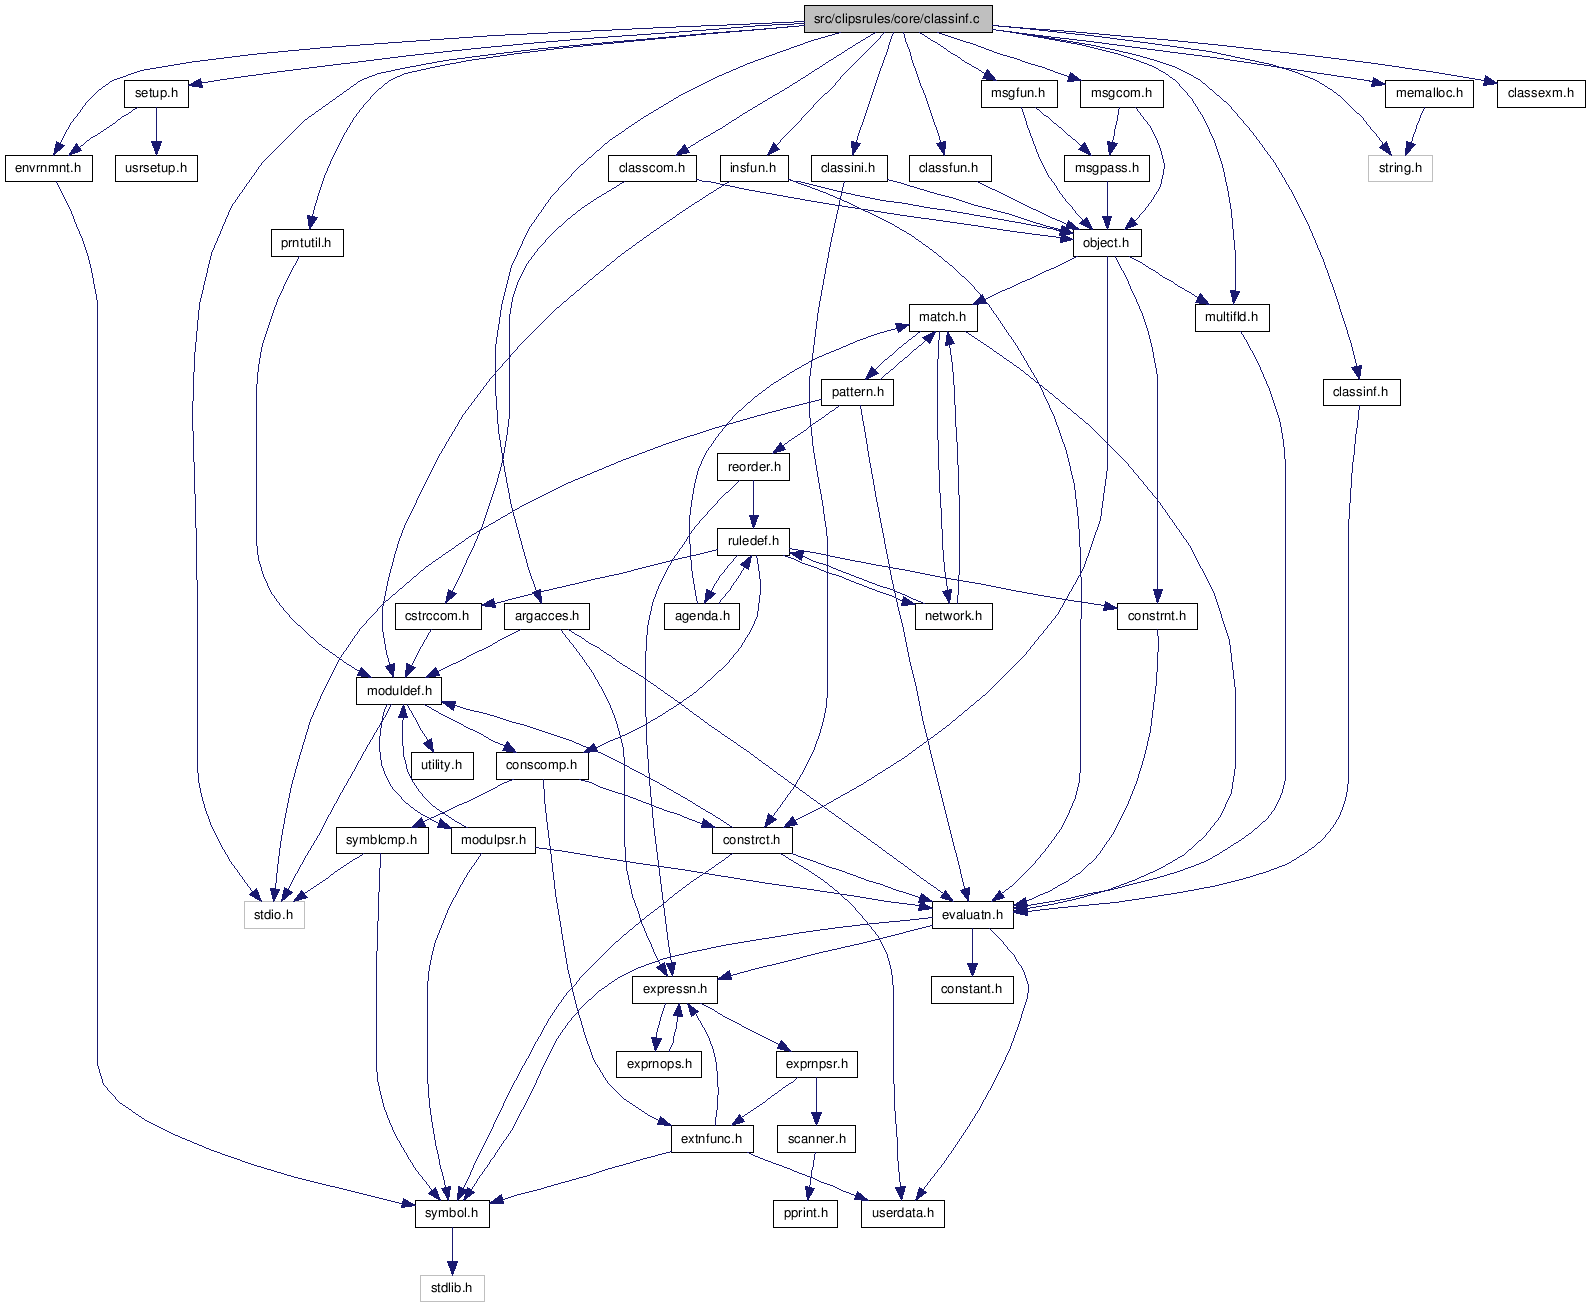 src/clipsrules/core/classinf.c
setup.h
msgfun.h
msgcom.h
memalloc.h
classexm.h
envrnmnt.h
usrsetup.h
classcom.h
insfun.h
classini.h
classfun.h
msgpass.h
string.h
prntutil.h
object.h
match.h
multifld.h
pattern.h
classinf.h
reorder.h
ruledef.h
cstrccom.h
argacces.h
agenda.h
network.h
constrnt.h
moduldef.h
utility.h
conscomp.h
symblcmp.h
modulpsr.h
constrct.h
stdio.h
evaluatn.h
expressn.h
constant.h
exprnops.h
exprnpsr.h
extnfunc.h
scanner.h
symbol.h
pprint.h
userdata.h
stdlib.h